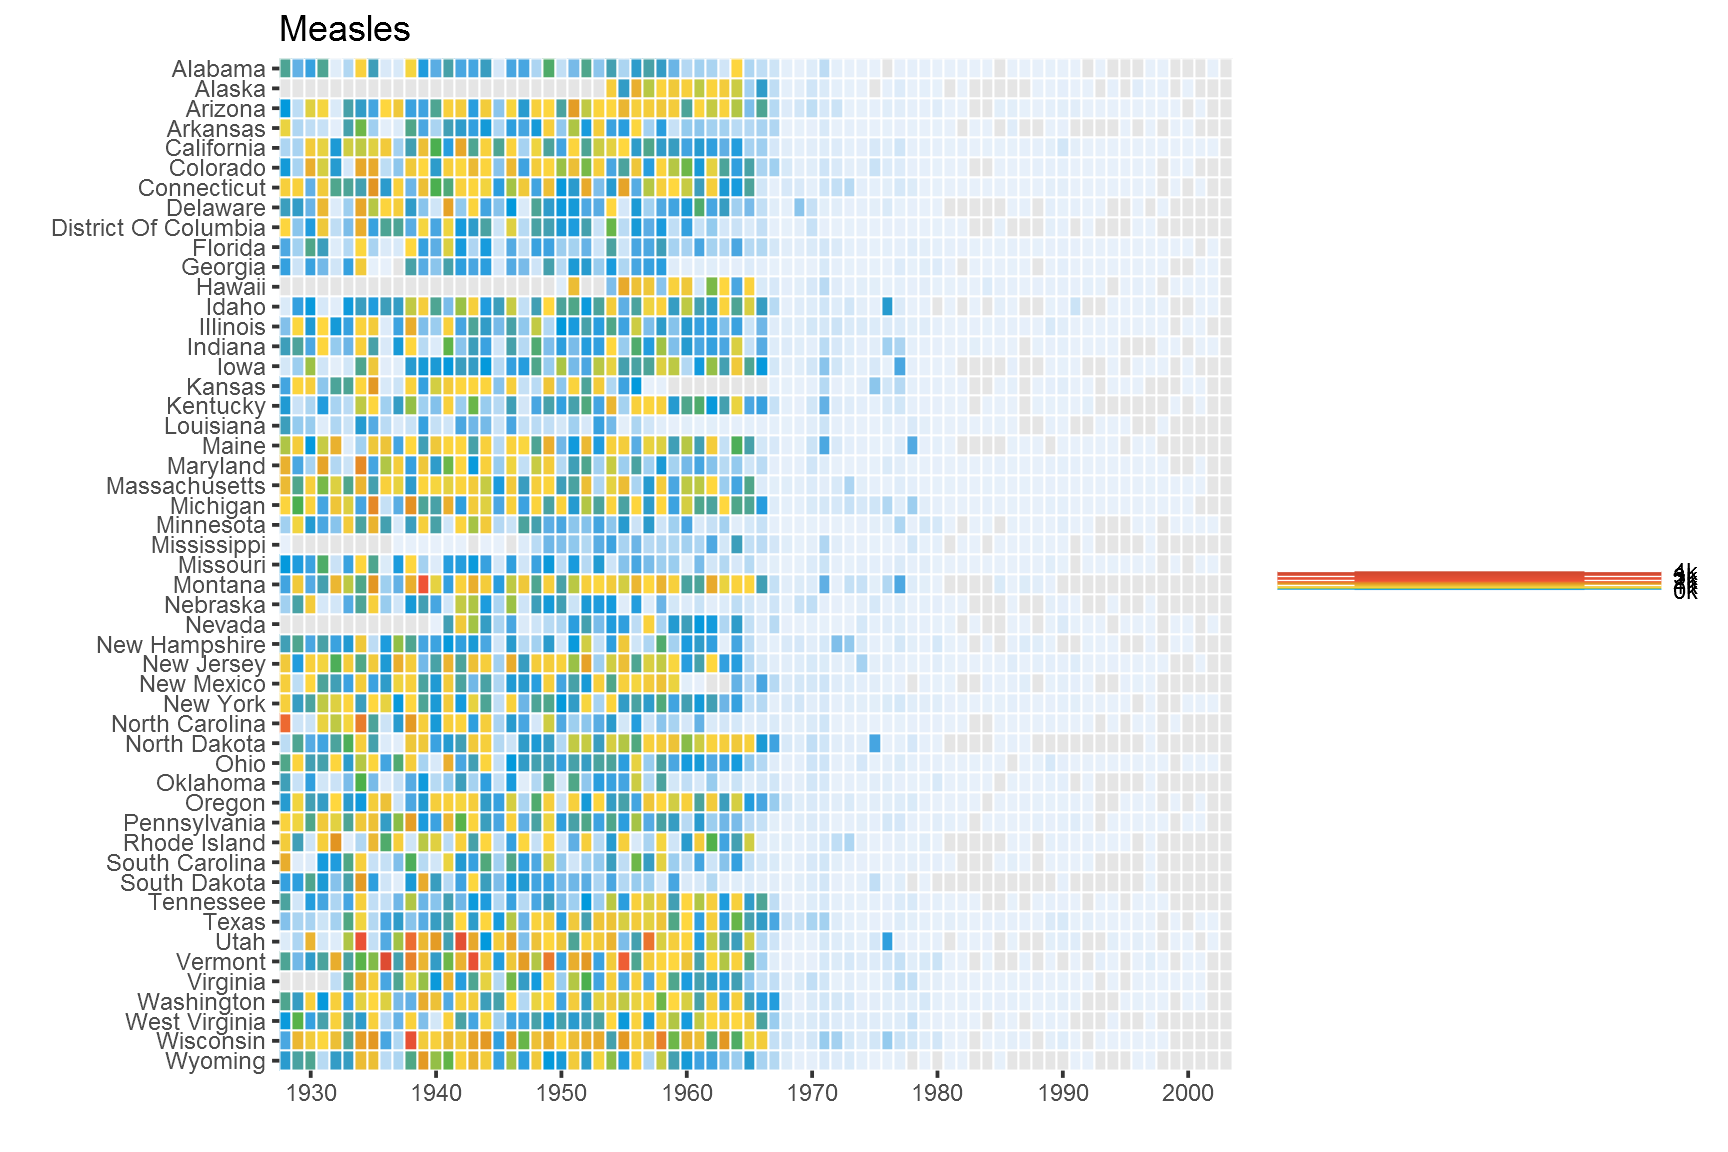 Measles
Alabama
Alaska
Arizona
Arkansas
California
Colorado
Connecticut
Delaware
District Of Columbia
Florida
Georgia
Hawaii
Idaho
Illinois
Indiana
Iowa
Kansas
Kentucky
Louisiana
Maine
Maryland
Massachusetts
Michigan
Minnesota
Mississippi
Missouri
Montana
Nebraska
Nevada
New Hampshire
New Jersey
New Mexico
New York
North Carolina
North Dakota
Ohio
Oklahoma
Oregon
Pennsylvania
Rhode Island
South Carolina
South Dakota
Tennessee
Texas
Utah
Vermont
Virginia
Washington
West Virginia
Wisconsin
Wyoming
1930 1940 1950 1960 1970 1980 1990 2000
4k
0k